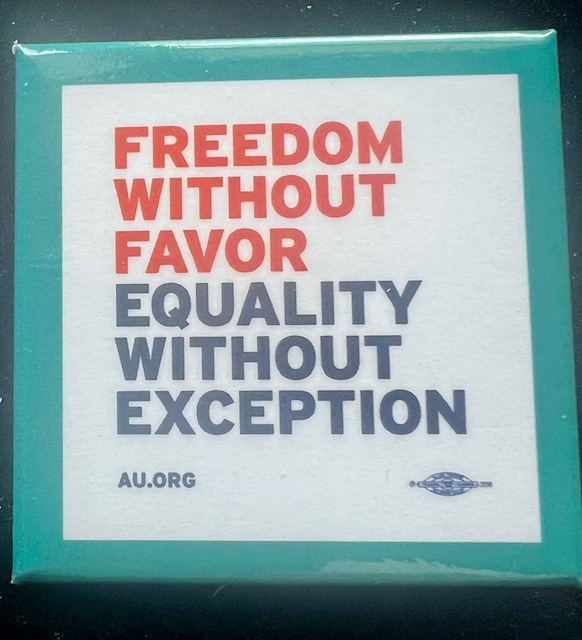 FREEDOM
WITHOUT
FAVOR
EQUALITY
WITHOUT
EXCEPTION
AU.ORG